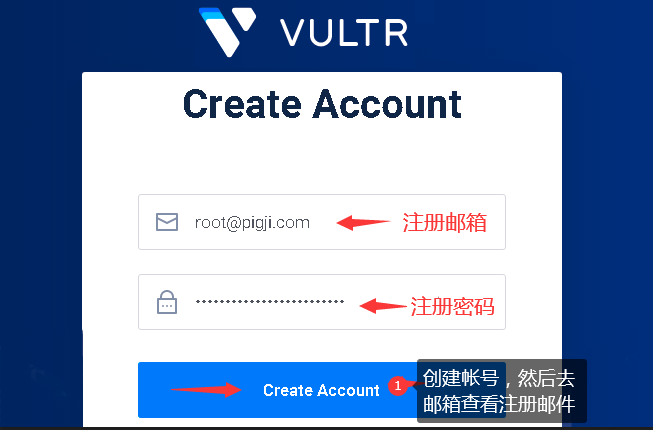 VULTR
Create Account
root@pigji.com
注册邮箱
注册密码
Create Account
1
创建帐号，然后去
邮箱查看注册邮件